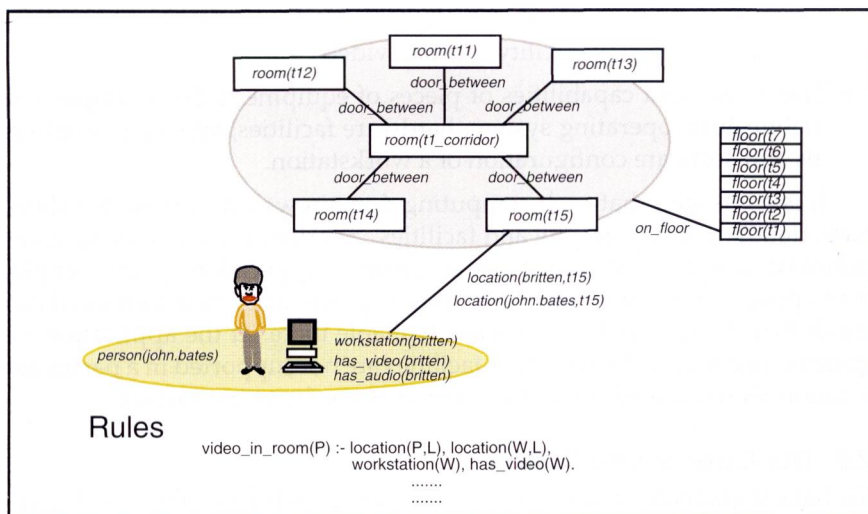 room(t11)
room(t12)
room(t13)
door_between
door_between
door_between
room(t1_corridor)
door_between
door_between
room(t14)
room(t15)
floor(t7)
floor(t6)
floor(t5)
floor(t4)
floor(t3)
floor(t2)
floor(t1)
on_floor
location(britten,t15)
location(john.bates,t15)
person(john.bates)
workstation(britten)
has_video(britten)
has_audio(britten)
Rules
video_in_room(P) :- location(P,L), location(W,L),
workstation(W), has_video(W).
.......
.......